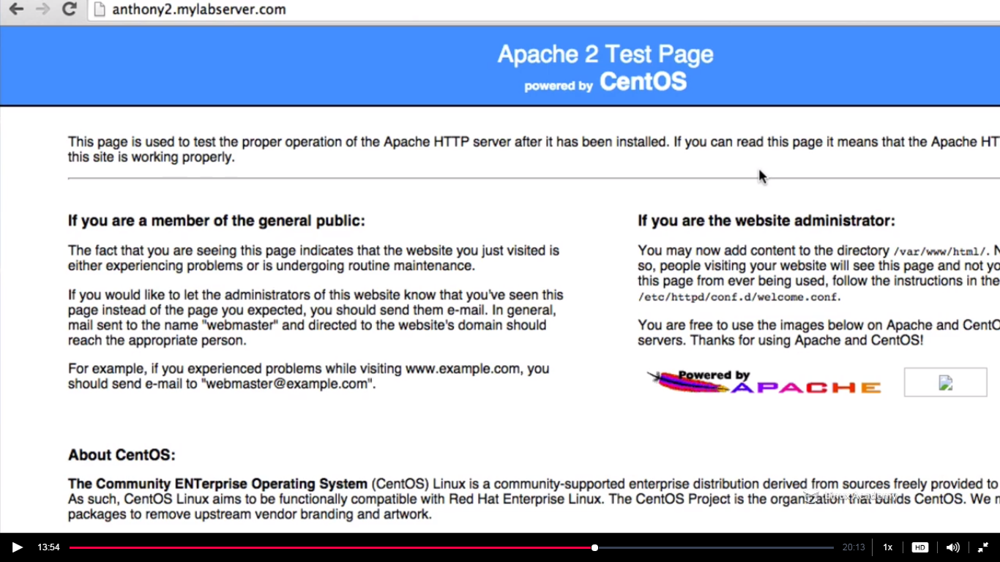 anthony2.mylabserver.com
Apache 2 Test Page
powered by CentOS
This page is used to test the proper operation of the Apache HTTP server after it has been installed. If you can read this page it means that the Apache HT
this site is working properly.
If you are a member of the general public:
The fact that you are seeing this page indicates that the website you just visited is
either experiencing problems or is undergoing routine maintenance.
If you would like to let the administrators of this website know that you've seen this
page instead of the page you expected, you should send them e-mail. In general,
mail sent to the name "webmaster" and directed to the website's domain should
reach the appropriate person.
For example, if you experienced problems while visiting www.example.com, you
should send e-mail to "webmaster@example.com".
If you are the website administrator:
You may now add content to the directory /var/www/html/. N
so, people visiting your website will see this page and not yo
this page from ever being used, follow the instructions in the
/etc/httpd/conf.d/welcome.conf.
You are free to use the images below on Apache and CentO
servers. Thanks for using Apache and CentOS!
Powered by
APACHE
About CentOS:
The Community ENTerprise Operating System (CentOS) Linux is a community-supported enterprise distribution derived from sources freely provided to
As such, CentOS Linux aims to be functionally compatible with Red Hat Enterprise Linux. The CentOS Project is the organization that builds CentOS. We m
packages to remove upstream vendor branding and artwork.
Linux Academy
13:54
20:13
1x
HD